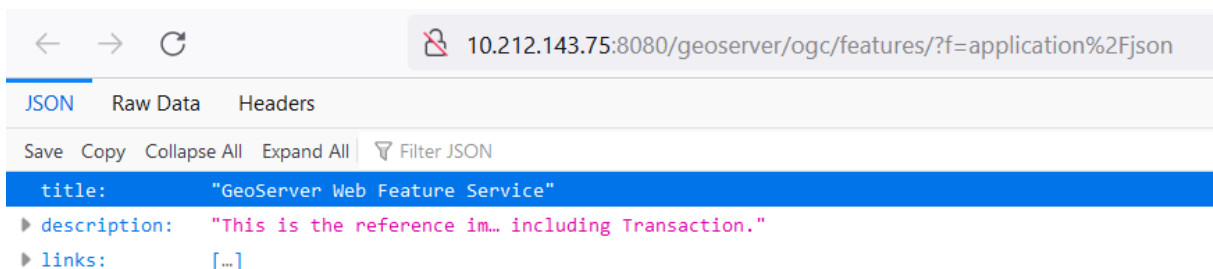 10.212.143.75:8080/geoserver/ogc/features/?f=application%2Fjson
JSON Raw Data Headers
Save Copy Collapse All Expand All Filter JSON
title: "GeoServer Web Feature Service"
description: "This is the reference im… including Transaction."
links: […]